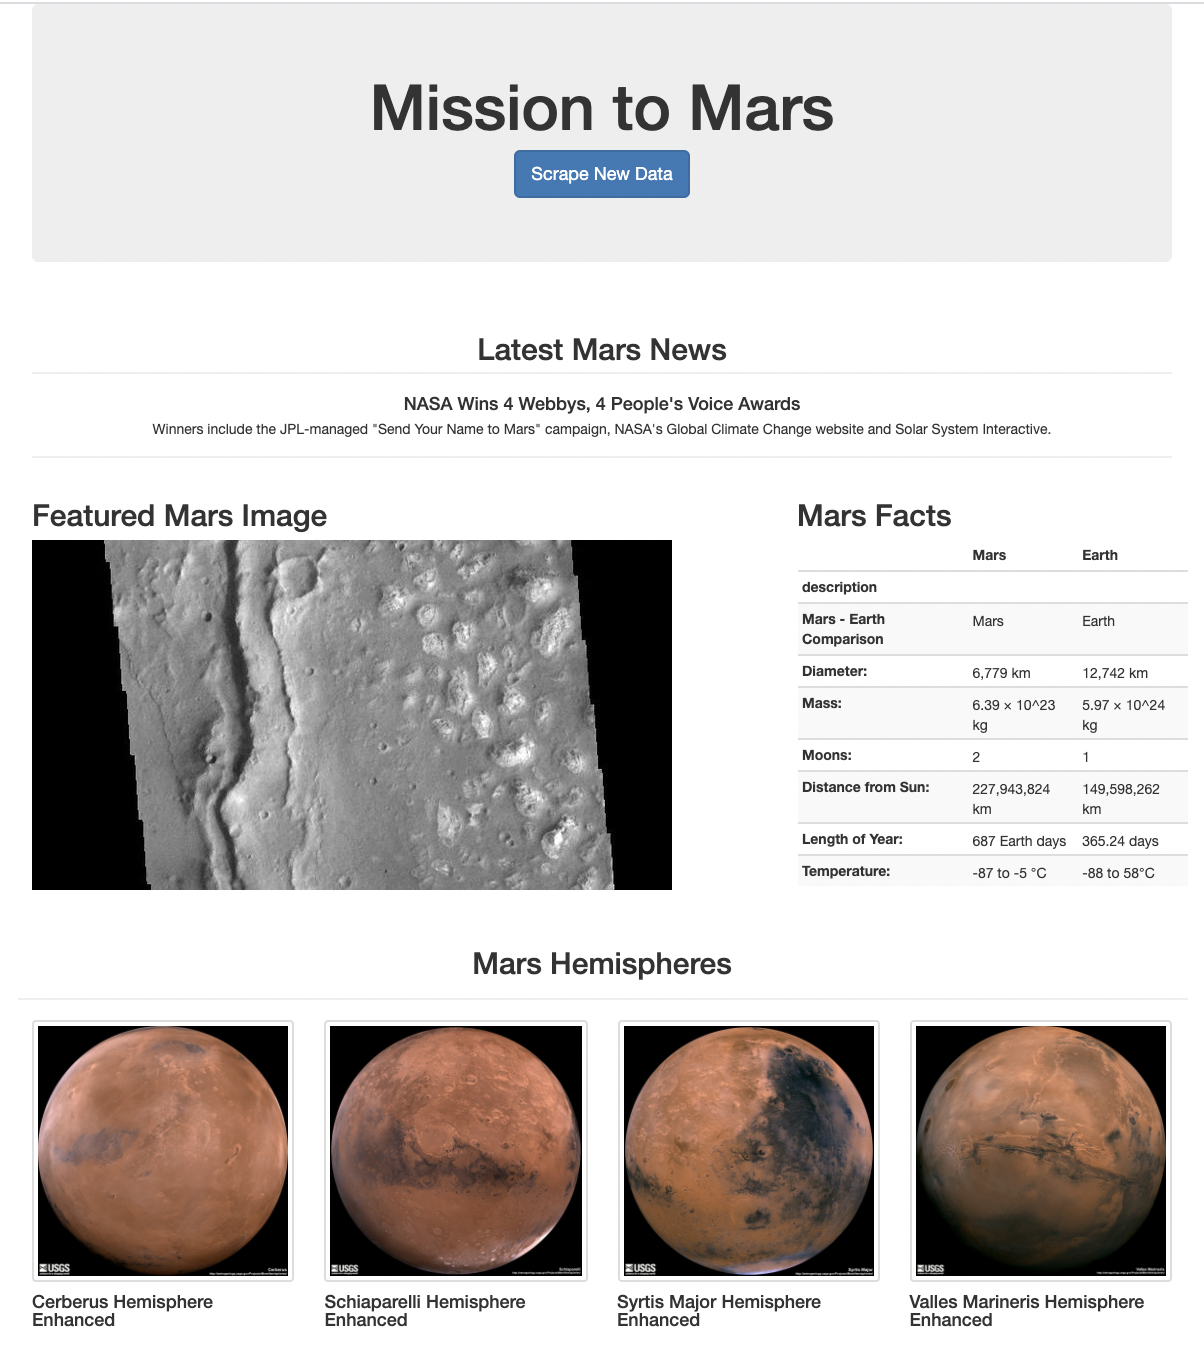 Mission to Mars
Scrape New Data
Latest Mars News
NASA Wins 4 Webbys, 4 People's Voice Awards
Winners include the JPL-managed "Send Your Name to Mars" campaign, NASA's Global Climate Change website and Solar System Interactive.
Featured Mars Image
Mars Facts
Mars Earth
description
Mars - Earth Comparison Mars Earth
Diameter: 6,779 km 12,742 km
Mass: 6.39 × 10^23 kg 5.97 × 10^24 kg
Moons: 2 1
Distance from Sun: 227,943,824 km 149,598,262 km
Length of Year: 687 Earth days 365.24 days
Temperature: -87 to -5 °C -88 to 58°C
Mars Hemispheres
USGS Cerberus
USGS Schiaparelli
USGS Syrtis Major
USGS Valles Marineris
Cerberus Hemisphere
Enhanced
Schiaparelli Hemisphere
Enhanced
Syrtis Major Hemisphere
Enhanced
Valles Marineris Hemisphere
Enhanced